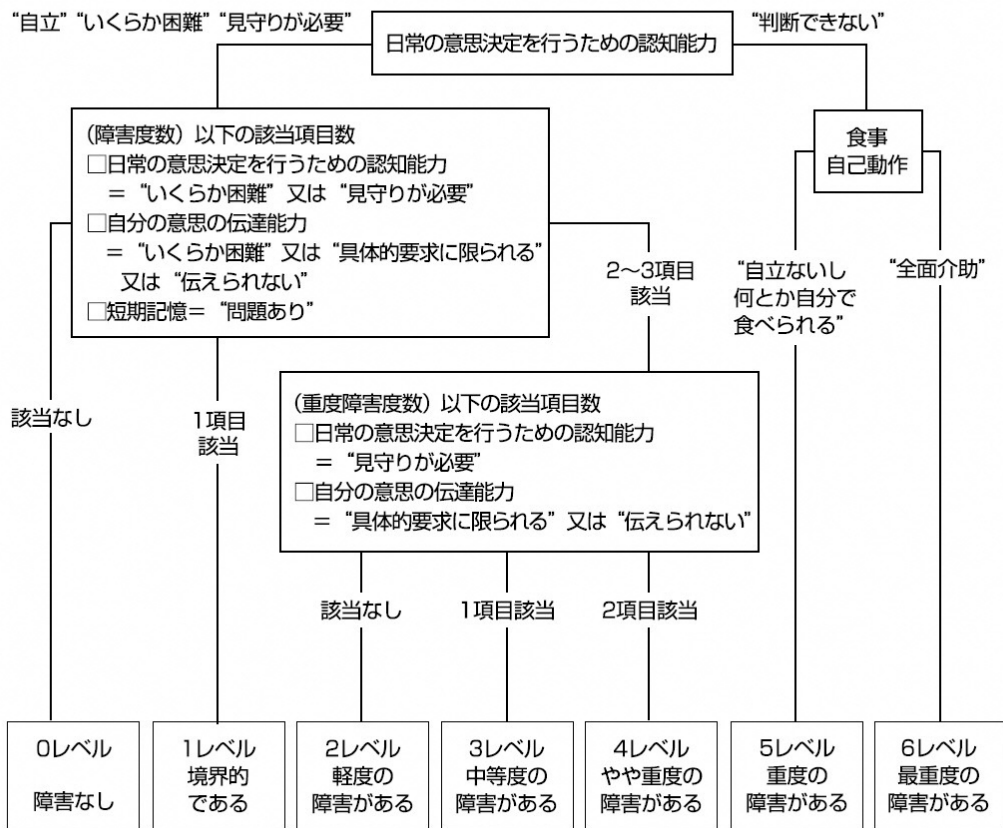 “自立”“いくらか困難”“見守りが必要”
日常の意思決定を行うための認知能力
“判断できない”
(障害度数) 以下の該当項目数
□日常の意思決定を行うための認知能力
=“いくらか困難”又は“見守りが必要”
□自分の意思の伝達能力
=“いくらか困難”又は“具体的要求に限られる”
又は“伝えられない”
□短期記憶=“問題あり”
食事
自己動作
2～3項目
該当
“自立ないし
何とか自分で
食べられる”
“全面介助”
該当なし
1項目
該当
(重度障害度数) 以下の該当項目数
□日常の意思決定を行うための認知能力
=“見守りが必要”
□自分の意思の伝達能力
=“具体的要求に限られる”又は“伝えられない”
該当なし
1項目該当
2項目該当
0レベル
障害なし
1レベル
境界的
である
2レベル
軽度の
障害がある
3レベル
中等度の
障害がある
4レベル
やや重度の
障害がある
5レベル
重度の
障害がある
6レベル
最重度の
障害がある